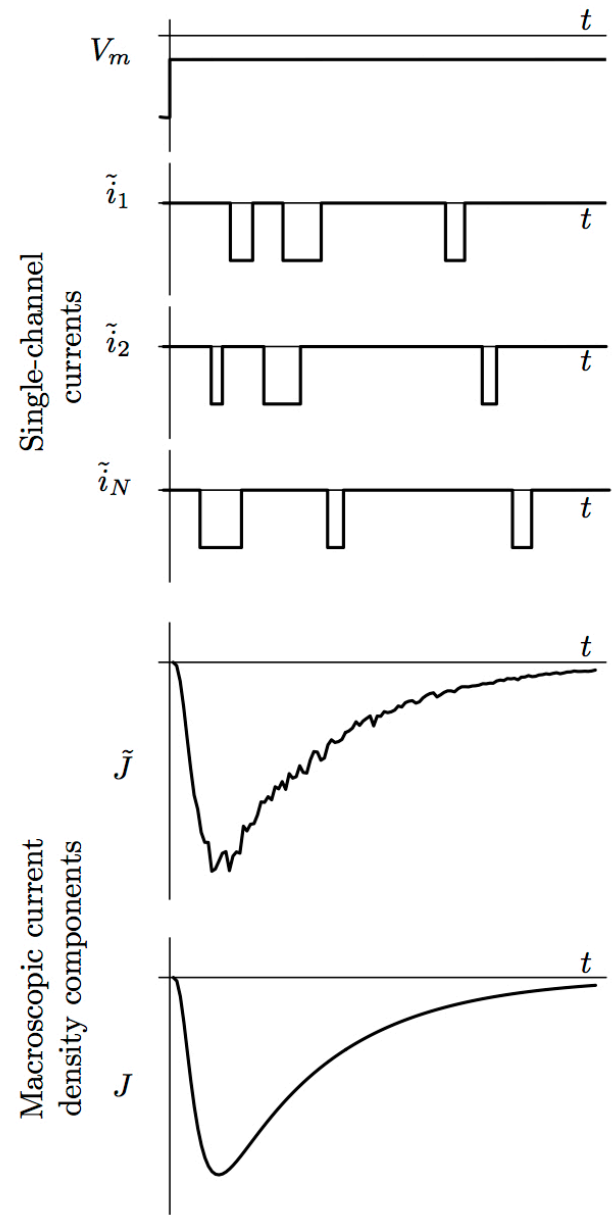 t
V_m
ĩ_1
t
Single-channel
currents
ĩ_2
t
ĩ_N
t
t
J̃
Macroscopic current
density components
t
J